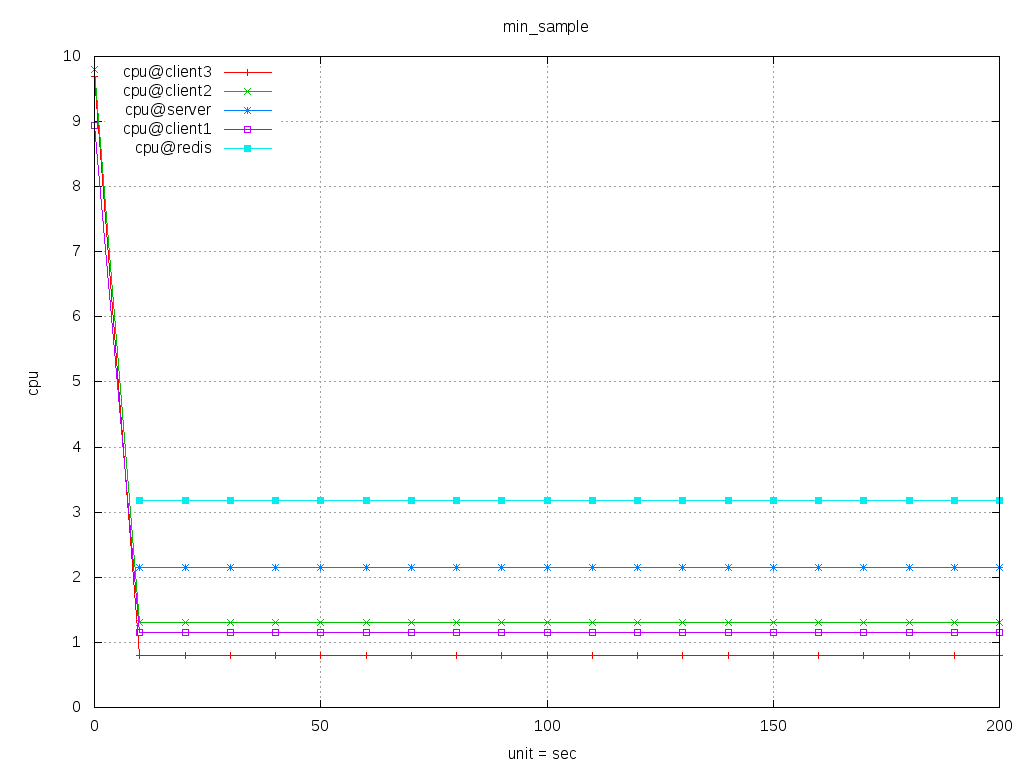 min_sample
10
9
8
7
6
5
4
3
2
1
0
cpu
cpu@client3
cpu@client2
cpu@server
cpu@client1
cpu@redis
0 50 100 150 200
unit = sec